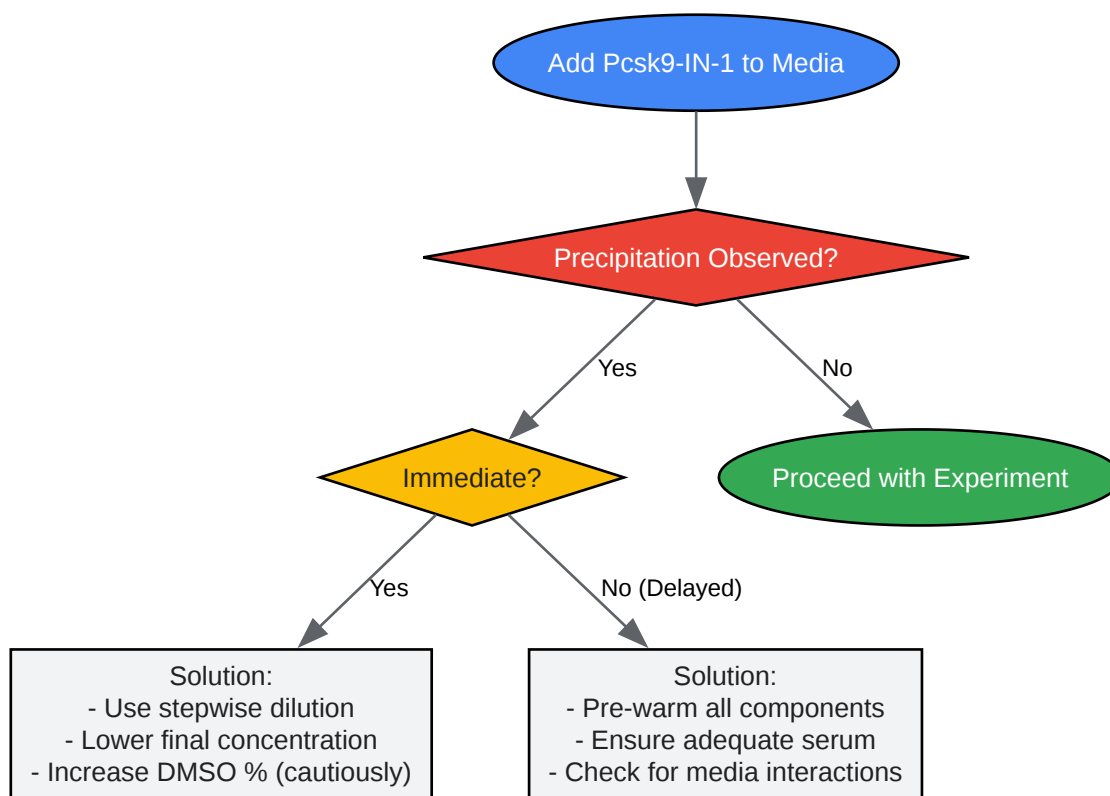 Add Pcsk9-IN-1 to Media
Precipitation Observed?
Yes
No
Immediate?
Proceed with Experiment
Yes
No (Delayed)
Solution:
- Use stepwise dilution
- Lower final concentration
- Increase DMSO % (cautiously)
Solution:
- Pre-warm all components
- Ensure adequate serum
- Check for media interactions